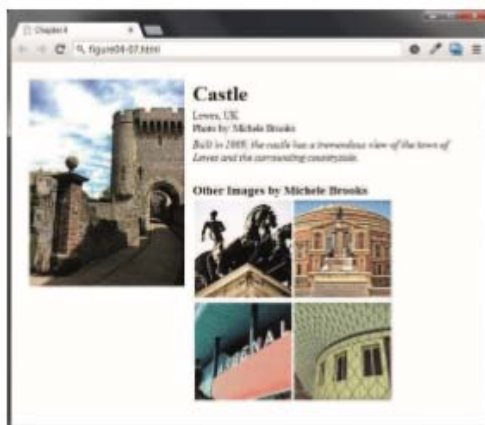 Chapter 4
figure04-07.html
Castle
Lewes, UK
Photo by Michele Brooks
Built in 1069, the castle has a tremendous view of the town of
Lewes and the surrounding countryside.
Other Images by Michele Brooks
ARSENAL